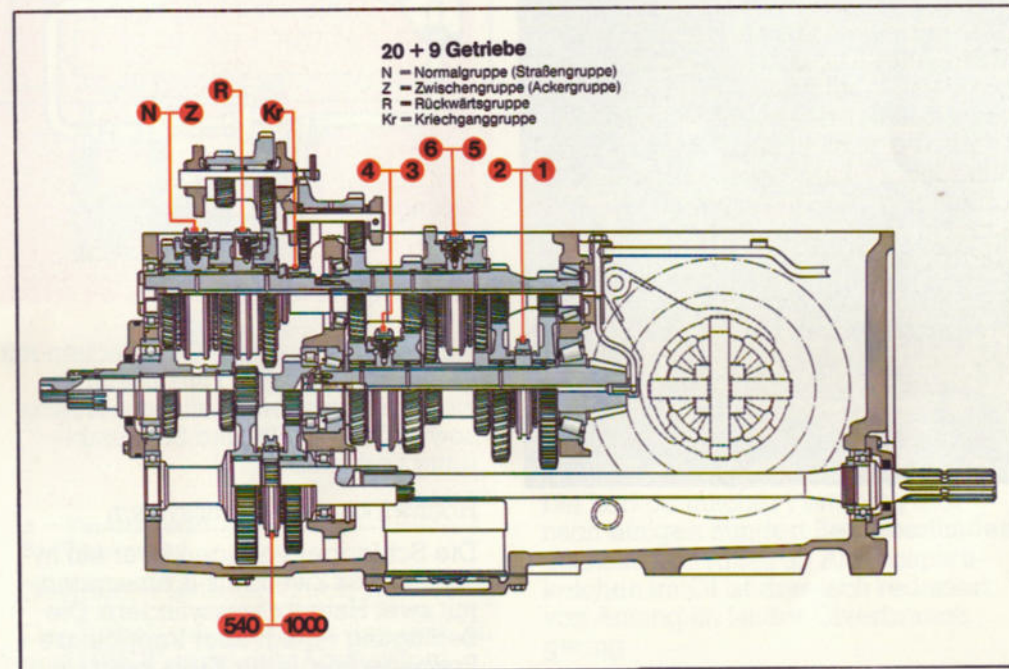 20 + 9 Getriebe
N = Normalgruppe (Straßengruppe)
Z = Zwischengruppe (Ackergruppe)
R = Rückwärtsgruppe
Kr = Kriechganggruppe
R
N Z Kr
6 5
4 3 2 1
540 1000